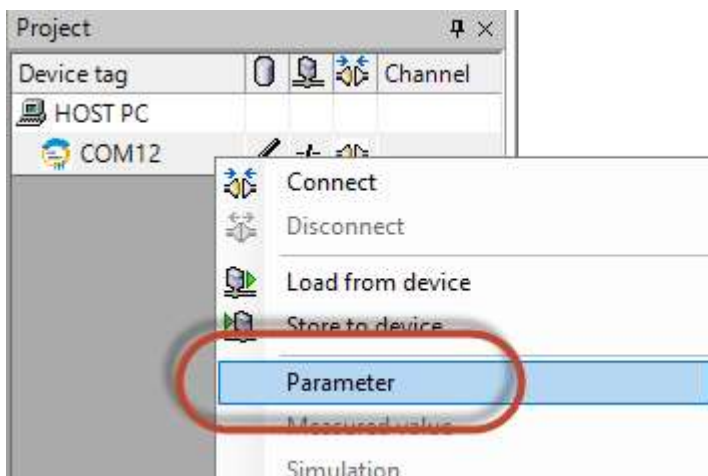 Project
Device tag Channel
HOST PC
COM12
Connect
Disconnect
Load from device
Store to device
Parameter
Measured value
Simulation